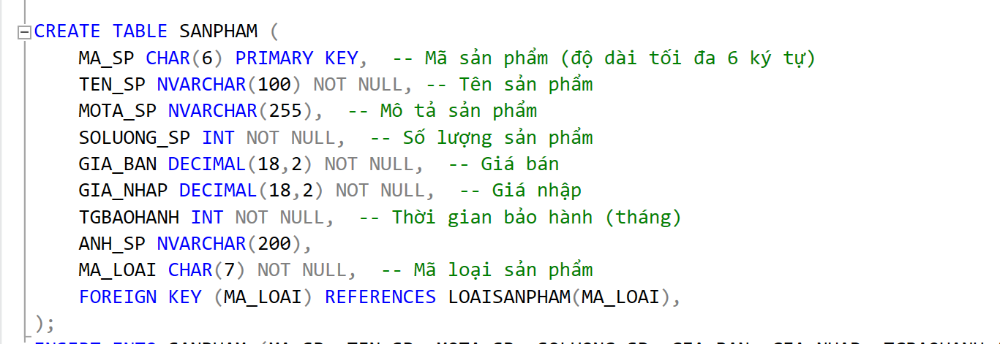 CREATE TABLE SANPHAM (
MA_SP CHAR(6) PRIMARY KEY, -- Mã sản phẩm (độ dài tối đa 6 ký tự)
TEN_SP NVARCHAR(100) NOT NULL, -- Tên sản phẩm
MOTA_SP NVARCHAR(255), -- Mô tả sản phẩm
SOLUONG_SP INT NOT NULL, -- Số lượng sản phẩm
GIA_BAN DECIMAL(18,2) NOT NULL, -- Giá bán
GIA_NHAP DECIMAL(18,2) NOT NULL, -- Giá nhập
TGBAOHANH INT NOT NULL, -- Thời gian bảo hành (tháng)
ANH_SP NVARCHAR(200),
MA_LOAI CHAR(7) NOT NULL, -- Mã loại sản phẩm
FOREIGN KEY (MA_LOAI) REFERENCES LOAISANPHAM(MA_LOAI),
);